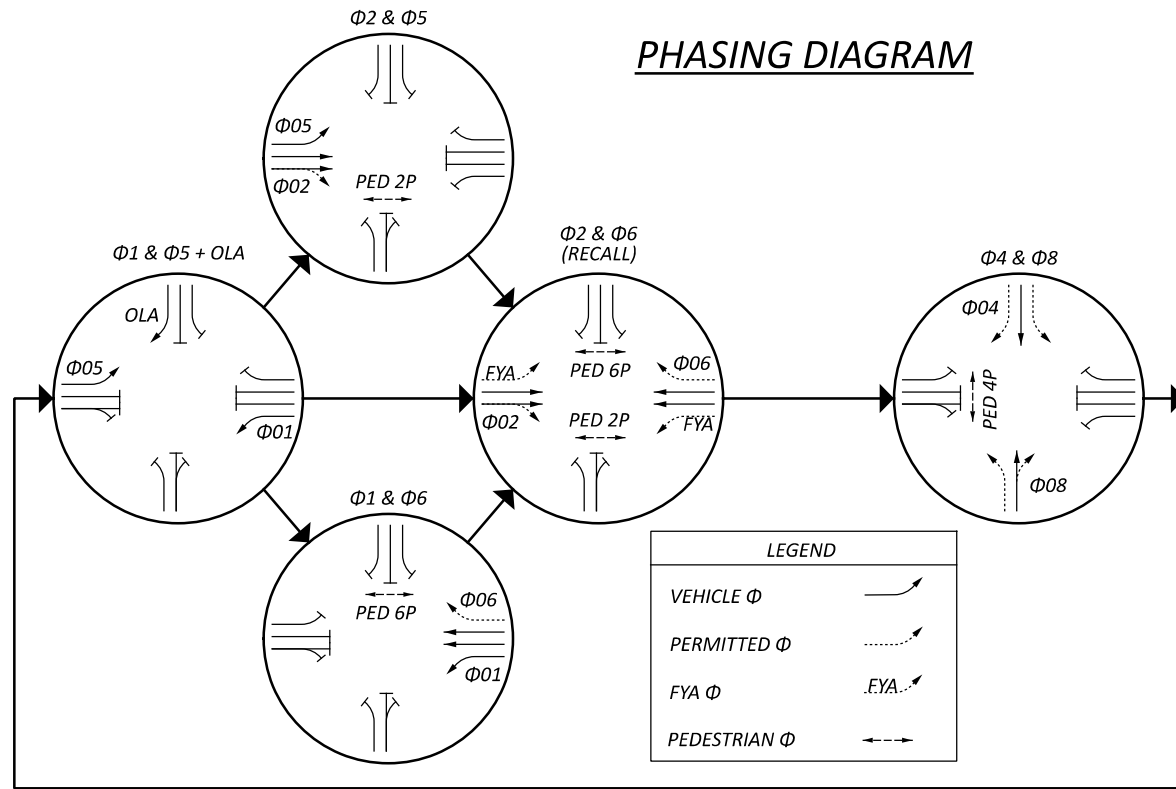 PHASING DIAGRAM
Φ2 & Φ5
Φ05
Φ02
PED 2P
Φ1 & Φ5 + OLA
OLA
Φ05
Φ01
Φ2 & Φ6
(RECALL)
PED 6P
FYA
Φ06
Φ02
PED 2P
FYA
Φ4 & Φ8
Φ04
PED 4P
Φ08
Φ1 & Φ6
PED 6P
Φ06
Φ01
LEGEND
VEHICLE Φ
PERMITTED Φ
FYA Φ
FYA
PEDESTRIAN Φ